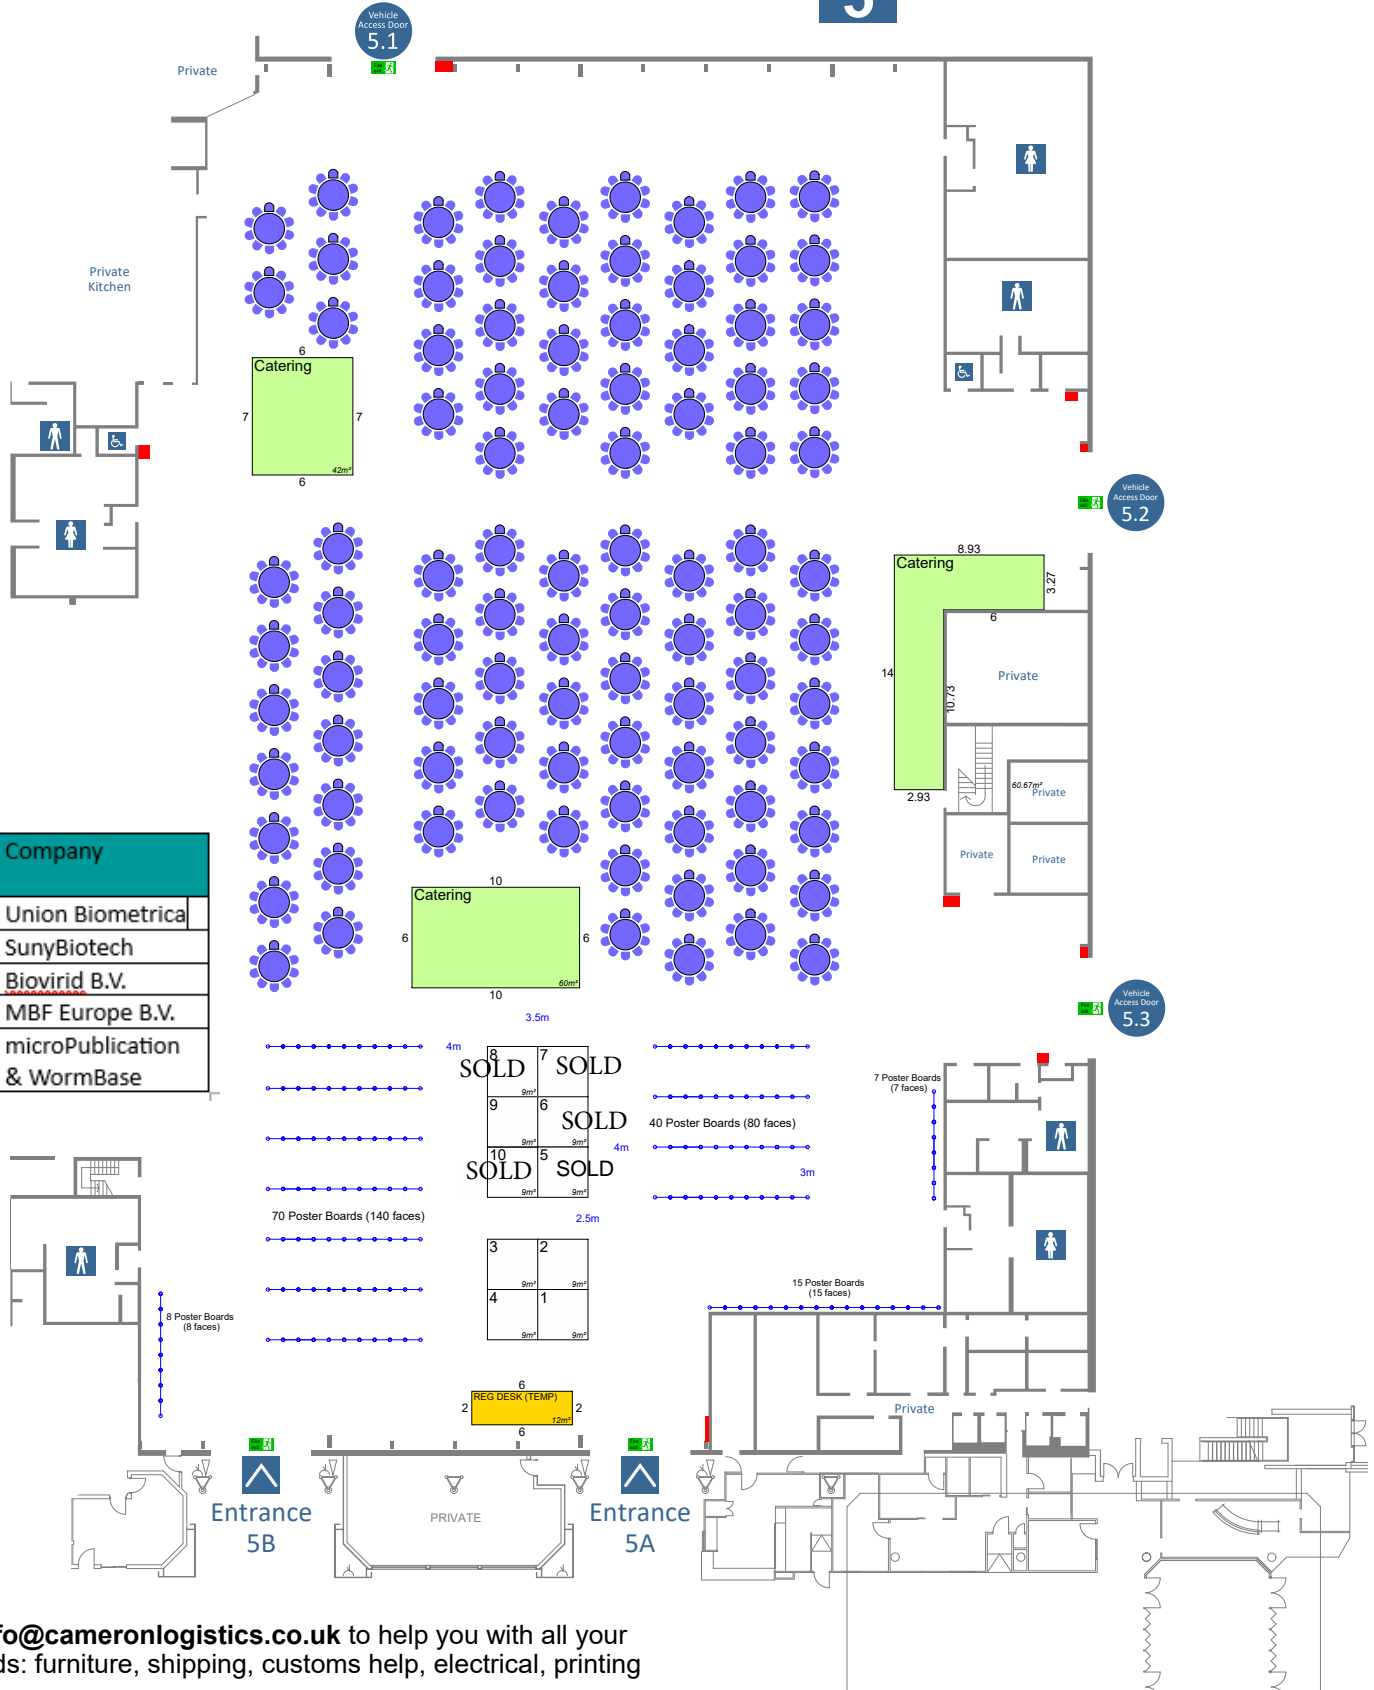 5
Vehicle
Access Door
5.1
Private
Private
Kitchen
6
Catering
7
7
42m²
6
Vehicle
Access Door
5.2
8.93
Catering
3.27
6
14
10.73
Private
2.93
60.67m²
Private
Private
Private
Company
Union Biometrica
SunyBiotech
Biovirid B.V.
MBF Europe B.V.
microPublication
& WormBase
10
Catering
6
6
60m²
10
3.5m
Vehicle
Access Door
5.3
4m
8
SOLD
9m²
7
SOLD
9m²
9
9m²
6
SOLD
9m²
10
SOLD
9m²
5
SOLD
9m²
4m
40 Poster Boards (80 faces)
3m
7 Poster Boards
(7 faces)
70 Poster Boards (140 faces)
2.5m
3
9m²
2
9m²
4
9m²
1
9m²
8 Poster Boards
(8 faces)
15 Poster Boards
(15 faces)
6
REG DESK (TEMP)
2
2
12m²
6
Private
Entrance
5B
PRIVATE
Entrance
5A
fo@cameronlogistics.co.uk to help you with all your
ds: furniture, shipping, customs help, electrical, printing